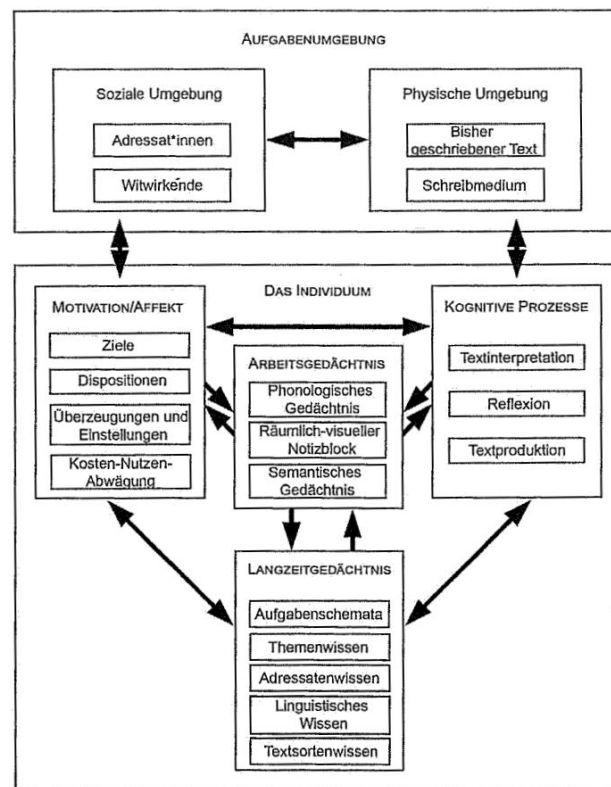 AUFGABENUMGEBUNG
Soziale Umgebung
Adressat*innen
Witwirkende
Physische Umgebung
Bisher
geschriebener Text
Schreibmedium
DAS INDIVIDUUM
MOTIVATION/AFFEKT
Ziele
Dispositionen
Überzeugungen und
Einstellungen
Kosten-Nutzen-
Abwägung
ARBEITSGEDÄCHTNIS
Phonologisches
Gedächtnis
Räumlich-visueller
Notizblock
Semantisches
Gedächtnis
KOGNITIVE PROZESSE
Textinterpretation
Reflexion
Textproduktion
LANGZEITGEDÄCHTNIS
Aufgabenschemata
Themenwissen
Adressatenwissen
Linguistisches
Wissen
Textsortenwissen